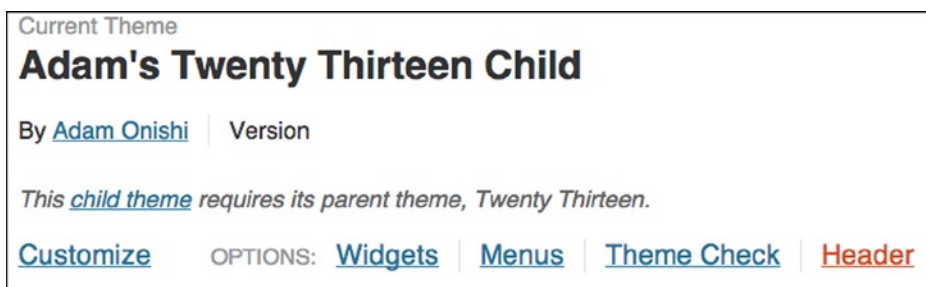 Current Theme
Adam's Twenty Thirteen Child
By Adam Onishi Version
This child theme requires its parent theme, Twenty Thirteen.
Customize OPTIONS: Widgets Menus Theme Check Header